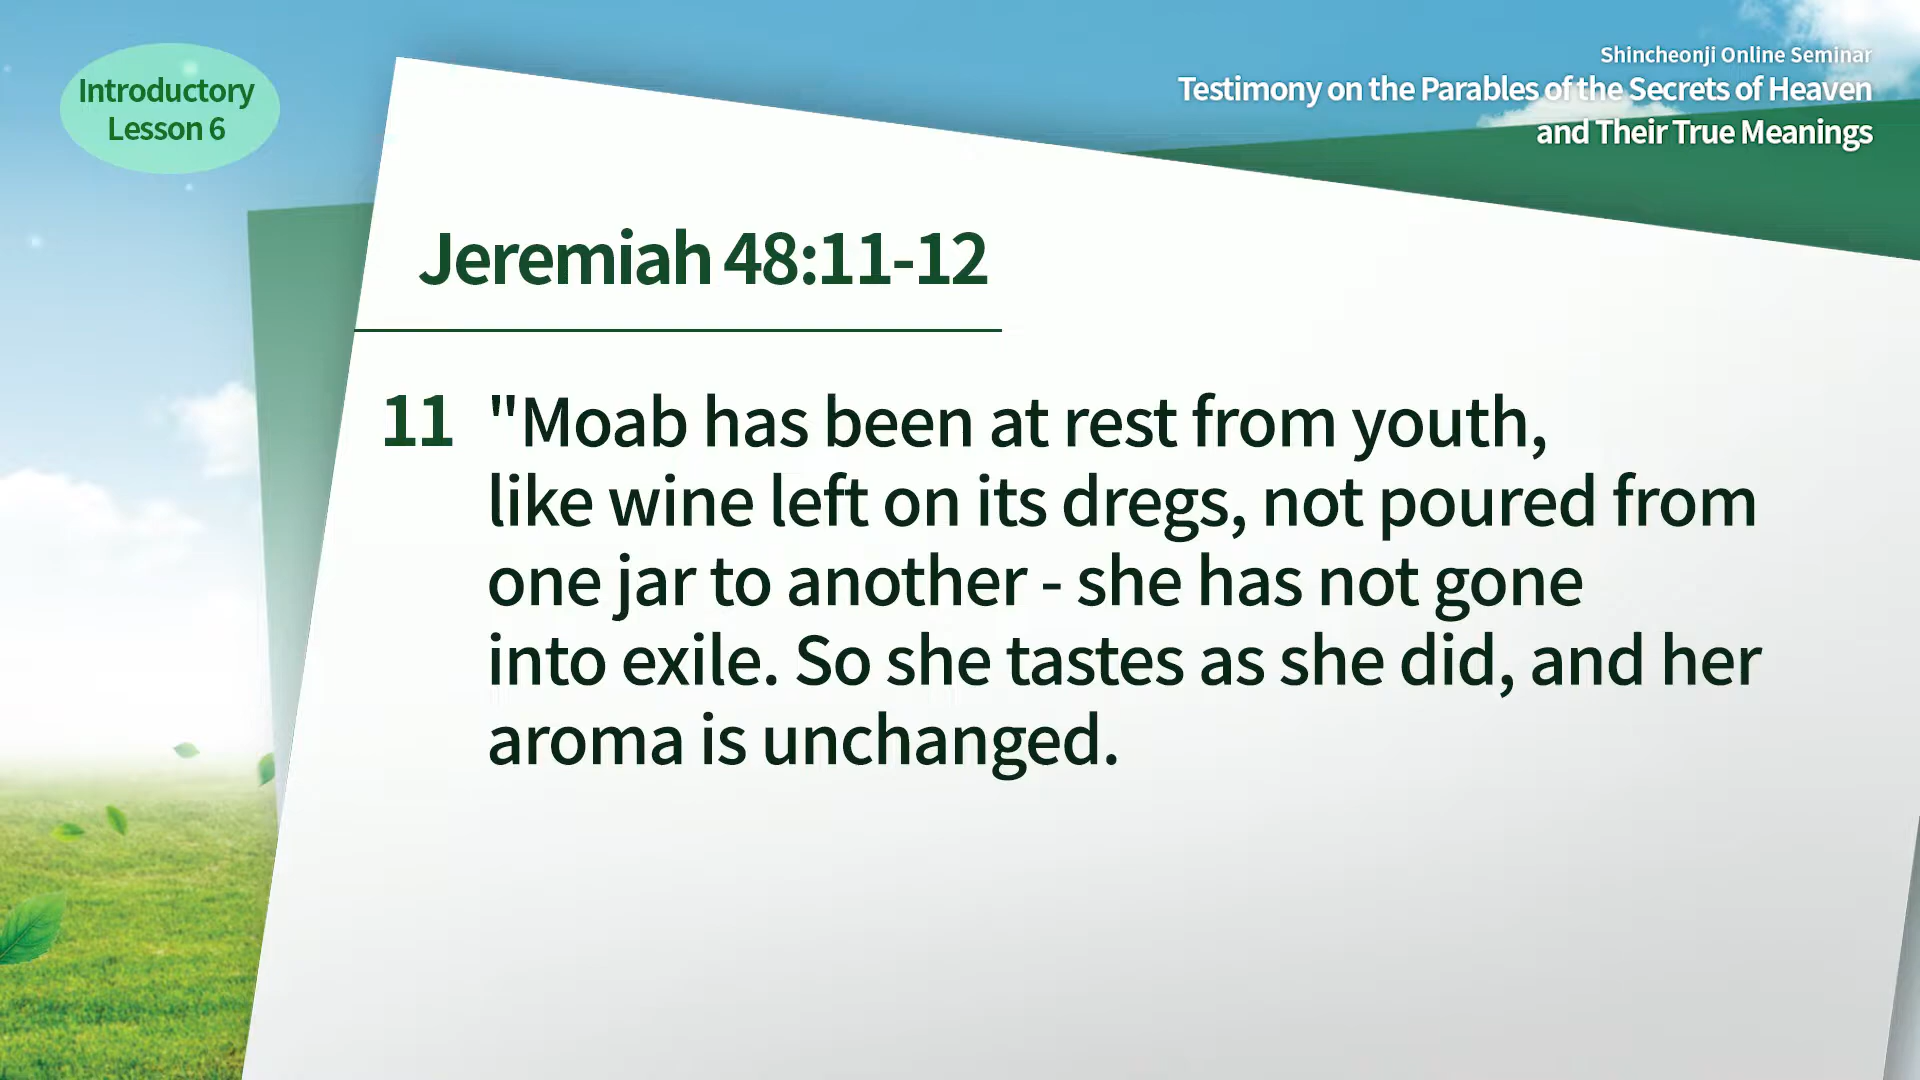 Introductory
Lesson 6
Shincheonji Online Seminar
Testimony on the Parables of the Secrets of Heaven
and Their True Meanings
Jeremiah 48:11-12
11 "Moab has been at rest from youth,
like wine left on its dregs, not poured from
one jar to another - she has not gone
into exile. So she tastes as she did, and her
aroma is unchanged.